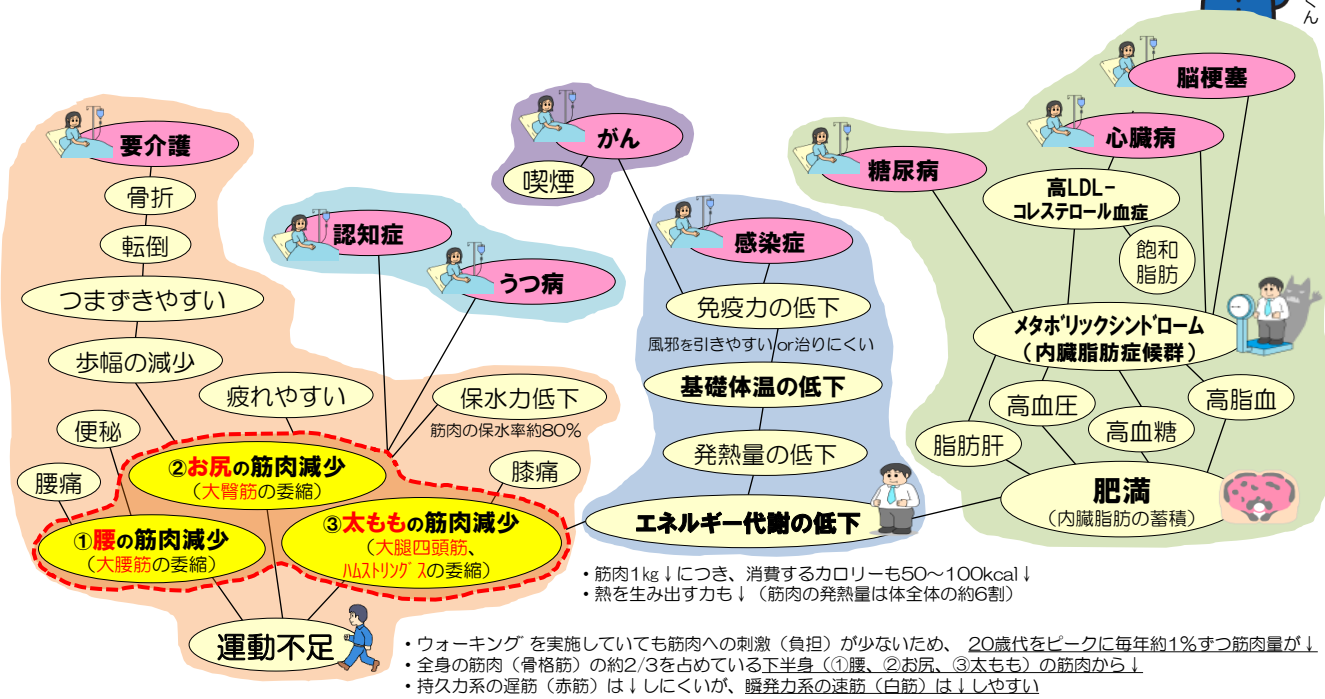 くん
脳梗塞
心臓病
がん
要介護
糖尿病
喫煙
高LDL-
コレステロール血症
骨折
認知症
感染症
転倒
飽和
脂肪
うつ病
つまずきやすい
免疫力の低下
メタボリックシンドローム
(内臓脂肪症候群)
風邪を引きやすい or治りにくい
歩幅の減少
基礎体温の低下
疲れやすい
保水力低下
筋肉の保水率約80%
高血圧
高脂血
便秘
高血糖
脂肪肝
発熱量の低下
②お尻の筋肉減少
(大臀筋の委縮)
膝痛
腰痛
肥満
(内臓脂肪の蓄積)
③太ももの筋肉減少
(大腿四頭筋、
ハムストリングスの委縮)
エネルギー代謝の低下
①腰の筋肉減少
(大腰筋の委縮)
・筋肉1㎏↓につき、消費するカロリーも50～100kcal↓
・熱を生み出す力も↓(筋肉の発熱量は体全体の約6割)
運動不足
・ウォーキングを実施していても筋肉への刺激(負担)が少ないため、 20歳代をピークに毎年約1%ずつ筋肉量が↓
・全身の筋肉(骨格筋)の約2/3を占めている下半身(①腰、②お尻、③太もも)の筋肉から↓
・持久力系の遅筋(赤筋)は↓しにくいが、瞬発力系の速筋(白筋)は↓しやすい